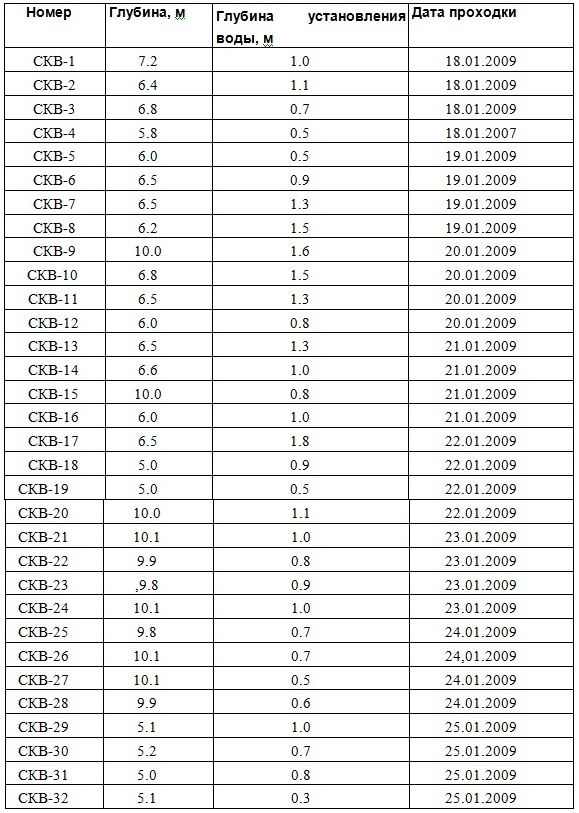 Номер Глубина, м Глубина установления Дата проходки
воды, м
СКВ-1 7.2 1.0 18.01.2009
СКВ-2 6.4 1.1 18.01.2009
СКВ-3 6.8 0.7 18.01.2009
СКВ-4 5.8 0.5 18.01.2007
СКВ-5 6.0 0.5 19.01.2009
СКВ-6 6.5 0.9 19.01.2009
СКВ-7 6.5 1.3 19.01.2009
СКВ-8 6.2 1.5 19.01.2009
СКВ-9 10.0 1.6 20.01.2009
СКВ-10 6.8 1.5 20.01.2009
СКВ-11 6.5 1.3 20.01.2009
СКВ-12 6.0 0.8 20.01.2009
СКВ-13 6.5 1.3 21.01.2009
СКВ-14 6.6 1.0 21.01.2009
СКВ-15 10.0 0.8 21.01.2009
СКВ-16 6.0 1.0 21.01.2009
СКВ-17 6.5 1.8 22.01.2009
СКВ-18 5.0 0.9 22.01.2009
СКВ-19 5.0 0.5 22.01.2009
СКВ-20 10.0 1.1 22.01.2009
СКВ-21 10.1 1.0 23.01.2009
СКВ-22 9.9 0.8 23.01.2009
СКВ-23 ,9.8 0.9 23.01.2009
СКВ-24 10.1 1.0 23.01.2009
СКВ-25 9.8 0.7 24.01.2009
СКВ-26 10.1 0.7 24,01.2009
СКВ-27 10.1 0.5 24.01.2009
СКВ-28 9.9 0.6 24.01.2009
СКВ-29 5.1 1.0 25.01.2009
СКВ-30 5.2 0.7 25.01.2009
СКВ-31 5.0 0.8 25.01.2009
СКВ-32 5.1 0.3 25.01.2009